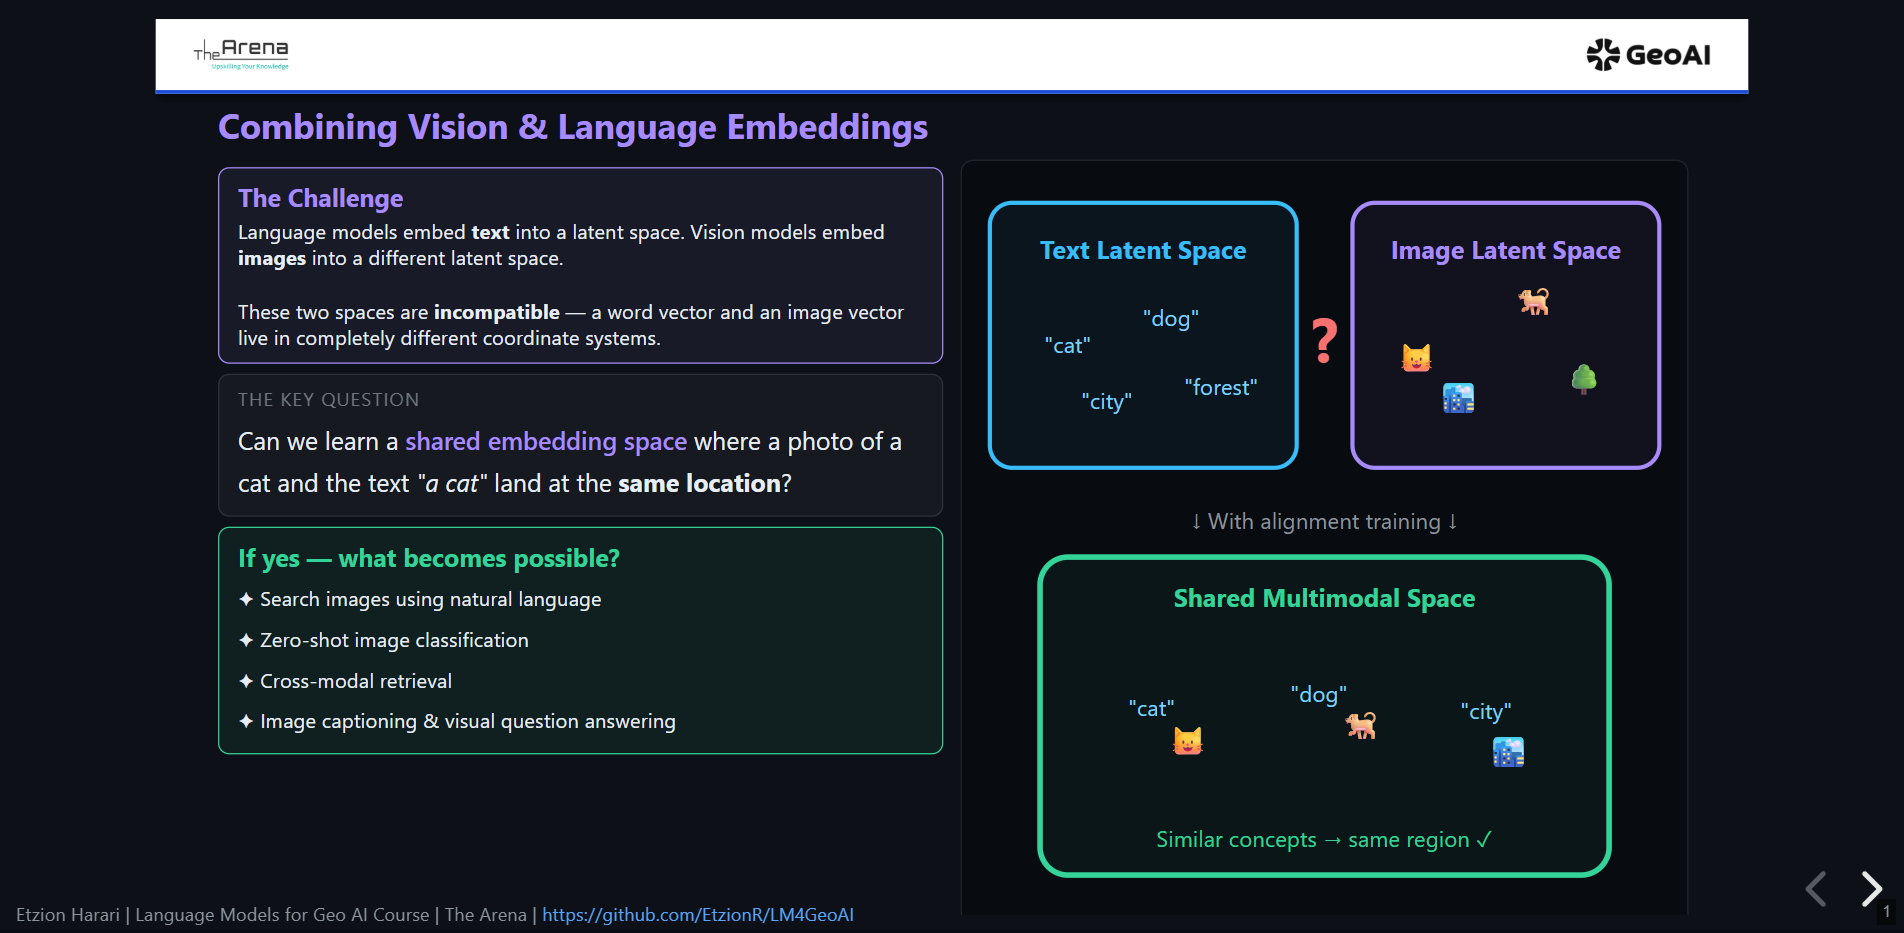 The Arena
Upskilling Your Knowledge
GeoAI
Combining Vision & Language Embeddings
The Challenge
Language models embed text into a latent space. Vision models embed
images into a different latent space.
These two spaces are incompatible — a word vector and an image vector
live in completely different coordinate systems.
THE KEY QUESTION
Can we learn a shared embedding space where a photo of a
cat and the text "a cat" land at the same location?
If yes — what becomes possible?
✦ Search images using natural language
✦ Zero-shot image classification
✦ Cross-modal retrieval
✦ Image captioning & visual question answering
Text Latent Space
"dog"
"cat"
"forest"
"city"
?
Image Latent Space
↓ With alignment training ↓
Shared Multimodal Space
"cat"
"dog"
"city"
Similar concepts → same region ✓
Etzion Harari | Language Models for Geo AI Course | The Arena | https://github.com/EtzionR/LM4GeoAI
1